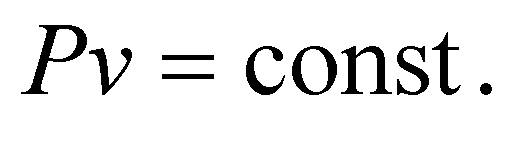 Pv = const.